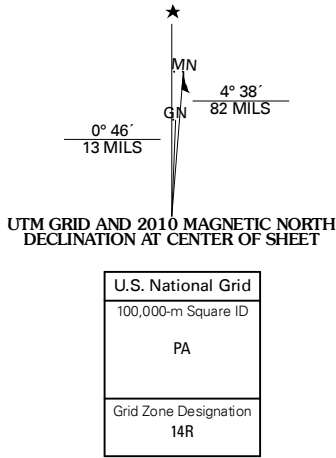 ★
MN
4° 38´
82 MILS
GN
0° 46´
13 MILS
UTM GRID AND 2010 MAGNETIC NORTH
DECLINATION AT CENTER OF SHEET
U.S. National Grid
100,000-m Square ID
PA
Grid Zone Designation
14R